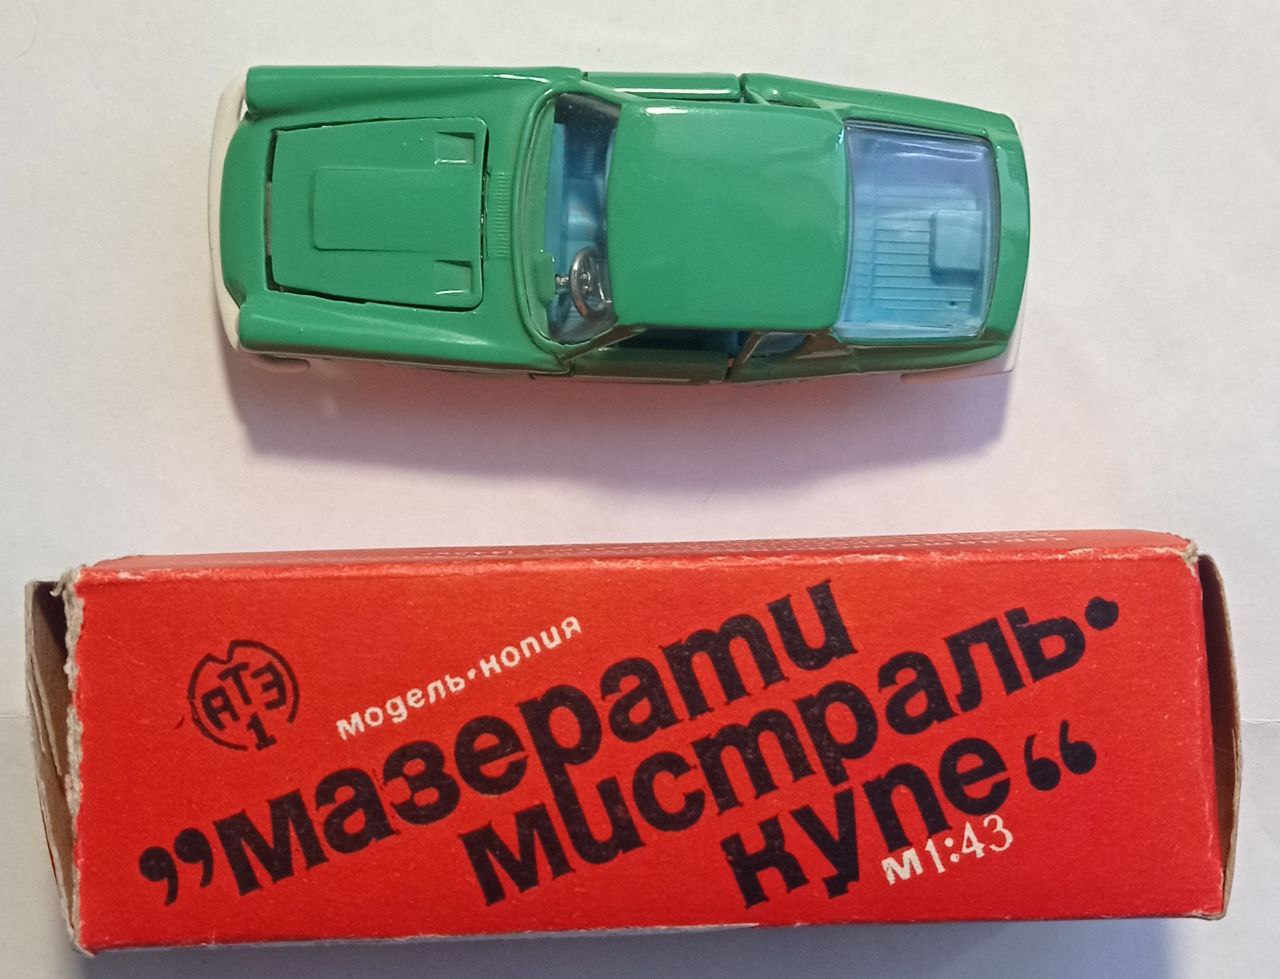 АТЭ
1
модель·копия
"мазерати
мистраль·
купе"
м1:43